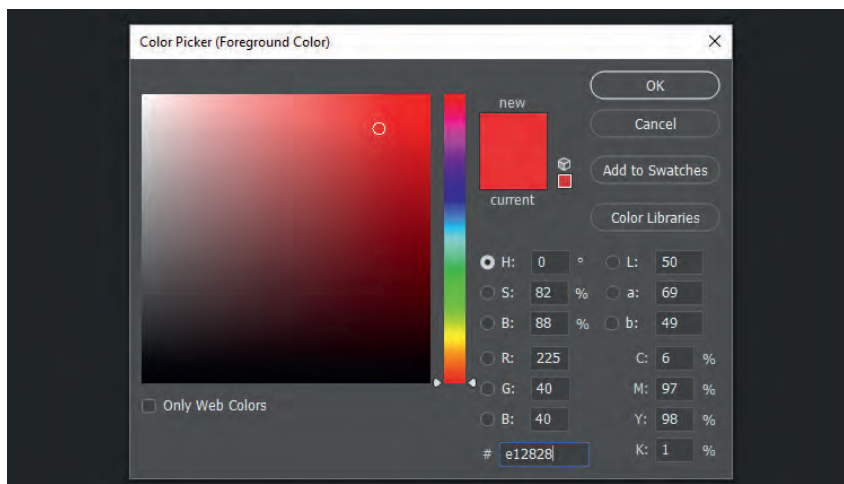 Color Picker (Foreground Color)
new
current
OK
Cancel
Add to Swatches
Color Libraries
H: 0 °
S: 82 %
B: 88 %
R: 225
G: 40
B: 40
# e12828
L: 50
a: 69
b: 49
C: 6 %
M: 97 %
Y: 98 %
K: 1 %
Only Web Colors